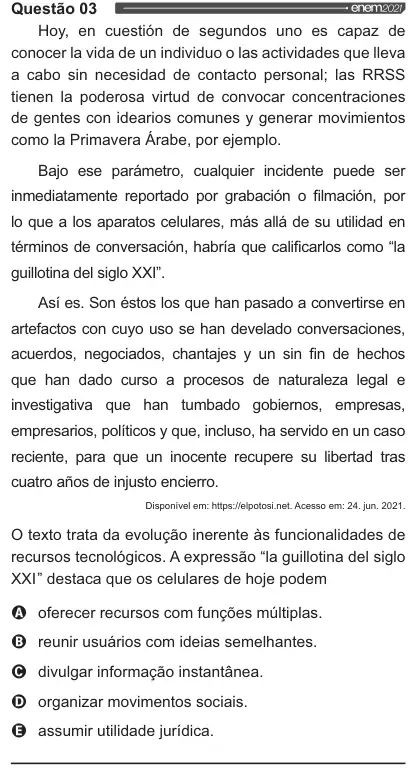 Questão 03 enem2021
Hoy, en cuestión de segundos uno es capaz de
conocer la vida de un individuo o las actividades que lleva
a cabo sin necesidad de contacto personal; las RRSS
tienen la poderosa virtud de convocar concentraciones
de gentes con idearios comunes y generar movimientos
como la Primavera Árabe, por ejemplo.
Bajo ese parámetro, cualquier incidente puede ser
inmediatamente reportado por grabación o filmación, por
lo que a los aparatos celulares, más allá de su utilidad en
términos de conversación, habría que calificarlos como “la
guillotina del siglo XXI”.
Así es. Son éstos los que han pasado a convertirse en
artefactos con cuyo uso se han develado conversaciones,
acuerdos, negociados, chantajes y un sin fin de hechos
que han dado curso a procesos de naturaleza legal e
investigativa que han tumbado gobiernos, empresas,
empresarios, políticos y que, incluso, ha servido en un caso
reciente, para que un inocente recupere su libertad tras
cuatro años de injusto encierro.
Disponível em: https://elpotosi.net. Acesso em: 24. jun. 2021.
O texto trata da evolução inerente às funcionalidades de
recursos tecnológicos. A expressão “la guillotina del siglo
XXI” destaca que os celulares de hoje podem
A oferecer recursos com funções múltiplas.
B reunir usuários com ideias semelhantes.
C divulgar informação instantânea.
D organizar movimentos sociais.
E assumir utilidade jurídica.